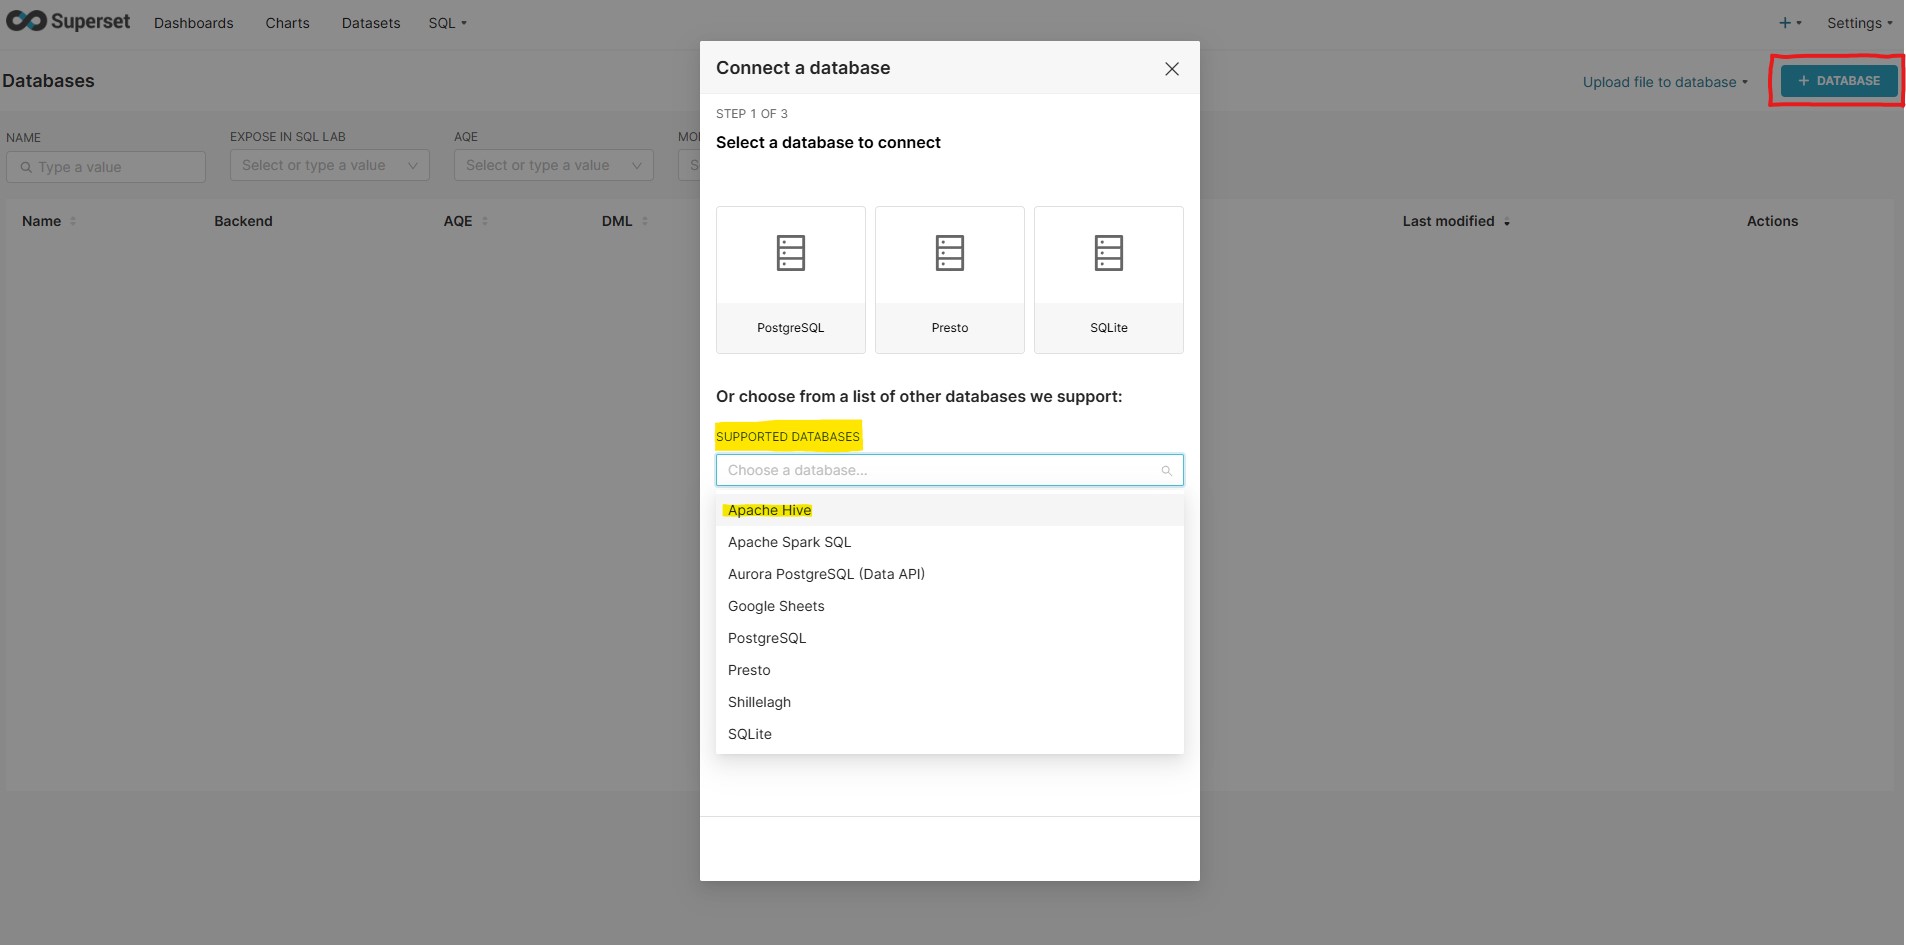 Superset Dashboards Charts Datasets SQL Settings
Connect a database
Databases Upload file to database + DATABASE
STEP 1 OF 3
Select a database to connect
NAME EXPOSE IN SQL LAB AQE
Type a value Select or type a value Select or type a value
Name Backend AQE DML Last modified Actions
PostgreSQL Presto SQLite
Or choose from a list of other databases we support:
SUPPORTED DATABASES
Choose a database...
Apache Hive
Apache Spark SQL
Aurora PostgreSQL (Data API)
Google Sheets
PostgreSQL
Presto
Shillelagh
SQLite